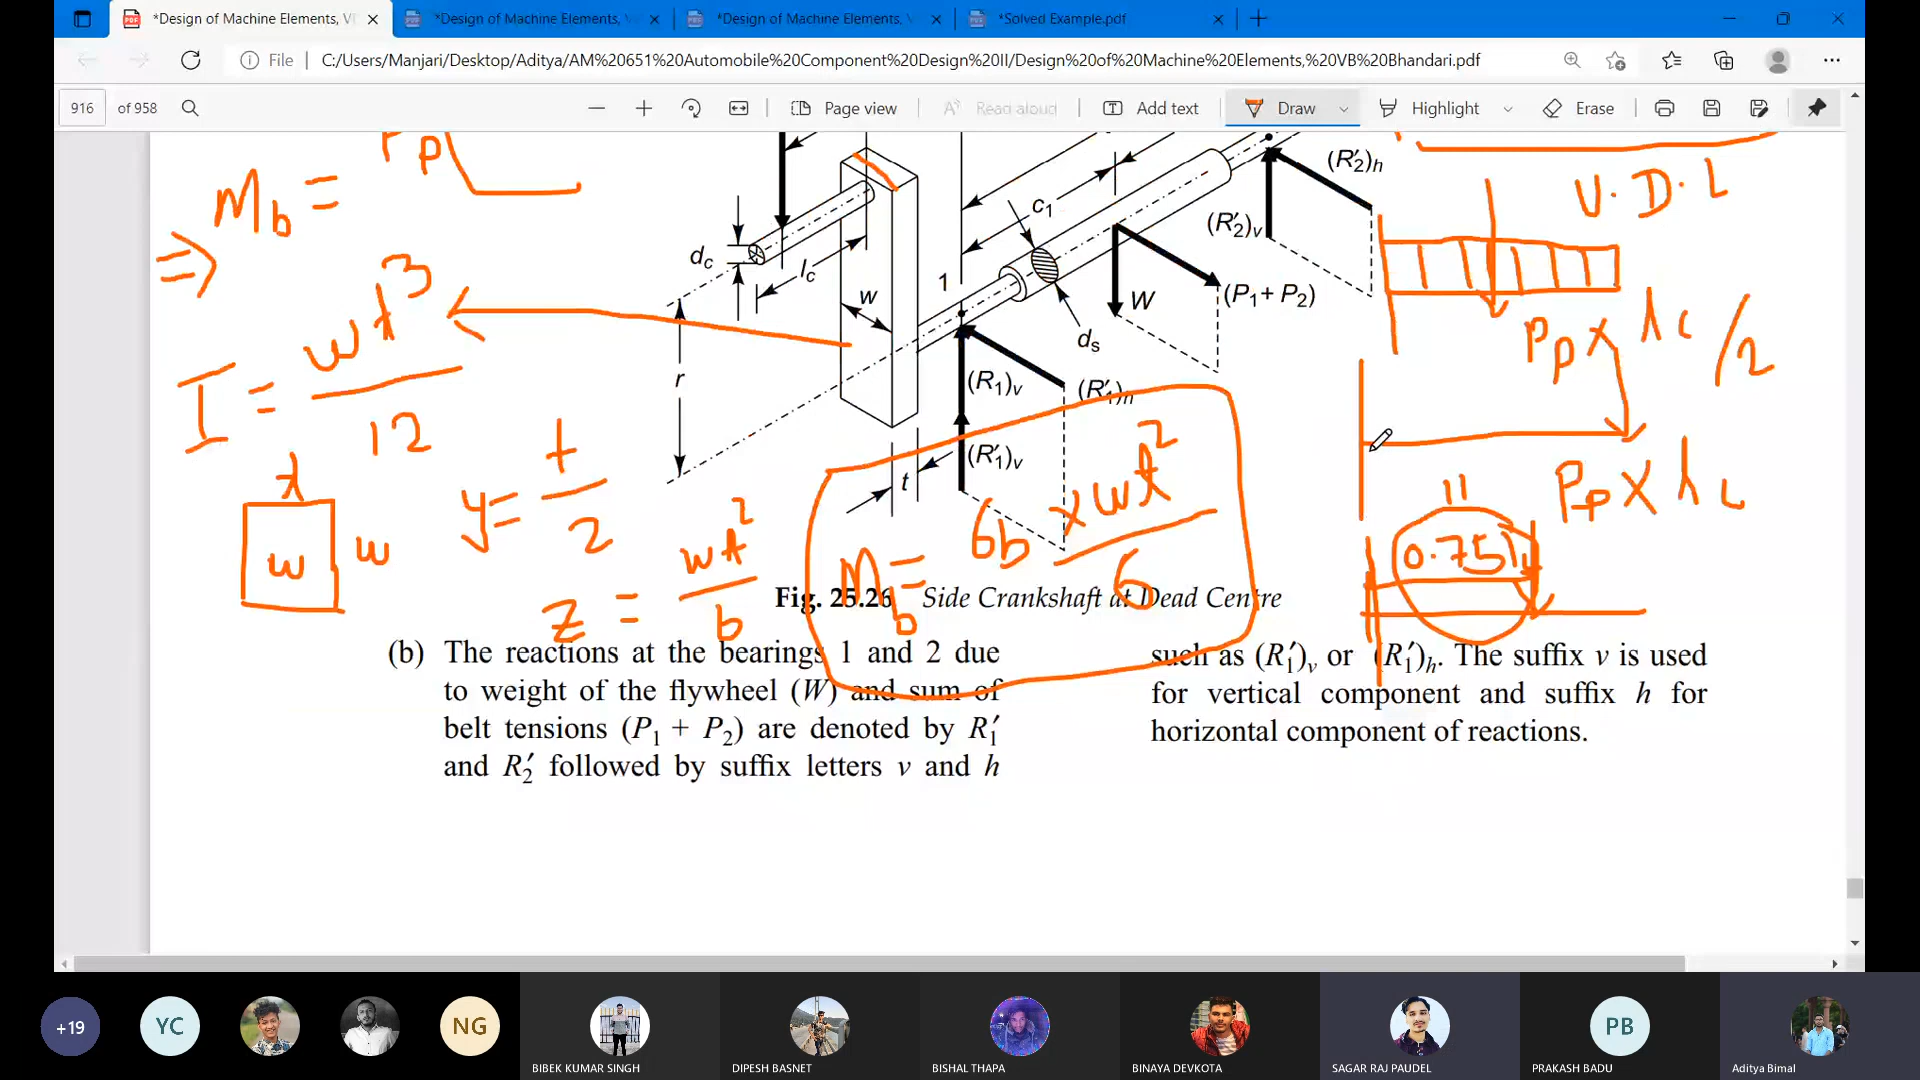 *Design of Machine Elements, V
*Design of Machine Elements, V
*Design of Machine Elements, V
*Solved Example.pdf
File
C:/Users/Manjari/Desktop/Aditya/AM%20651%20Automobile%20Component%20Design%20II/Design%20of%20Machine%20Elements,%20VB%20Bhandari.pdf
916 of 958
Page view
Read aloud
Add text
Draw
Highlight
Erase
Pp
Mb =
⇒
I = wt³/12
t
w
w
y = t/2
z = wt²/6
Mb = 6b × wt²/6
U.D.L
Pp × lc/2
Pp × lc
=
0.75lc
dc
lc
w
r
t
1
c1
ds
W
(P1 + P2)
(R1)v
(R′1)h
(R′1)v
(R′2)v
(R′2)h
Fig. 25.26 Side Crankshaft at Dead Centre
(b) The reactions at the bearings 1 and 2 due
to weight of the flywheel (W) and sum of
belt tensions (P1 + P2) are denoted by R′1
and R′2 followed by suffix letters v and h
such as (R′1)v or (R′1)h. The suffix v is used
for vertical component and suffix h for
horizontal component of reactions.
+19
YC
NG
BIBEK KUMAR SINGH
DIPESH BASNET
BISHAL THAPA
BINAYA DEVKOTA
SAGAR RAJ PAUDEL
PB
PRAKASH BADU
Aditya Bimal